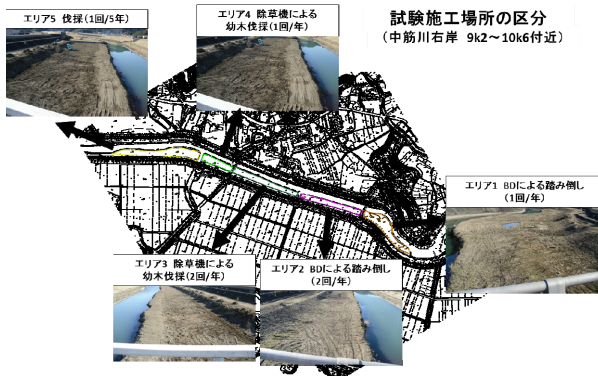 試験施工場所の区分
（中筋川右岸 9k2～10k6付近）
エリア5 伐採（1回/5年）
エリア4 除草機による
幼木伐採（1回/年）
エリア1 BDによる踏み倒し
（1回/年）
エリア3 除草機による
幼木伐採（2回/年）
エリア2 BDによる踏み倒し
（2回/年）